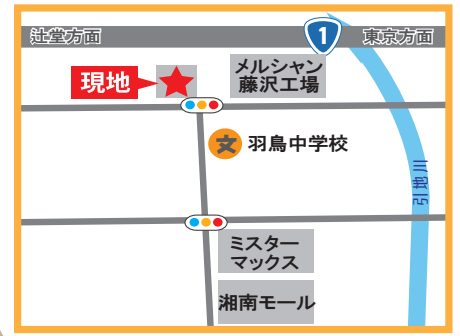 辻堂方面
1
東京方面
現地
メルシャン
藤沢工場
文
羽鳥中学校
引地川
ミスター
マックス
湘南モール